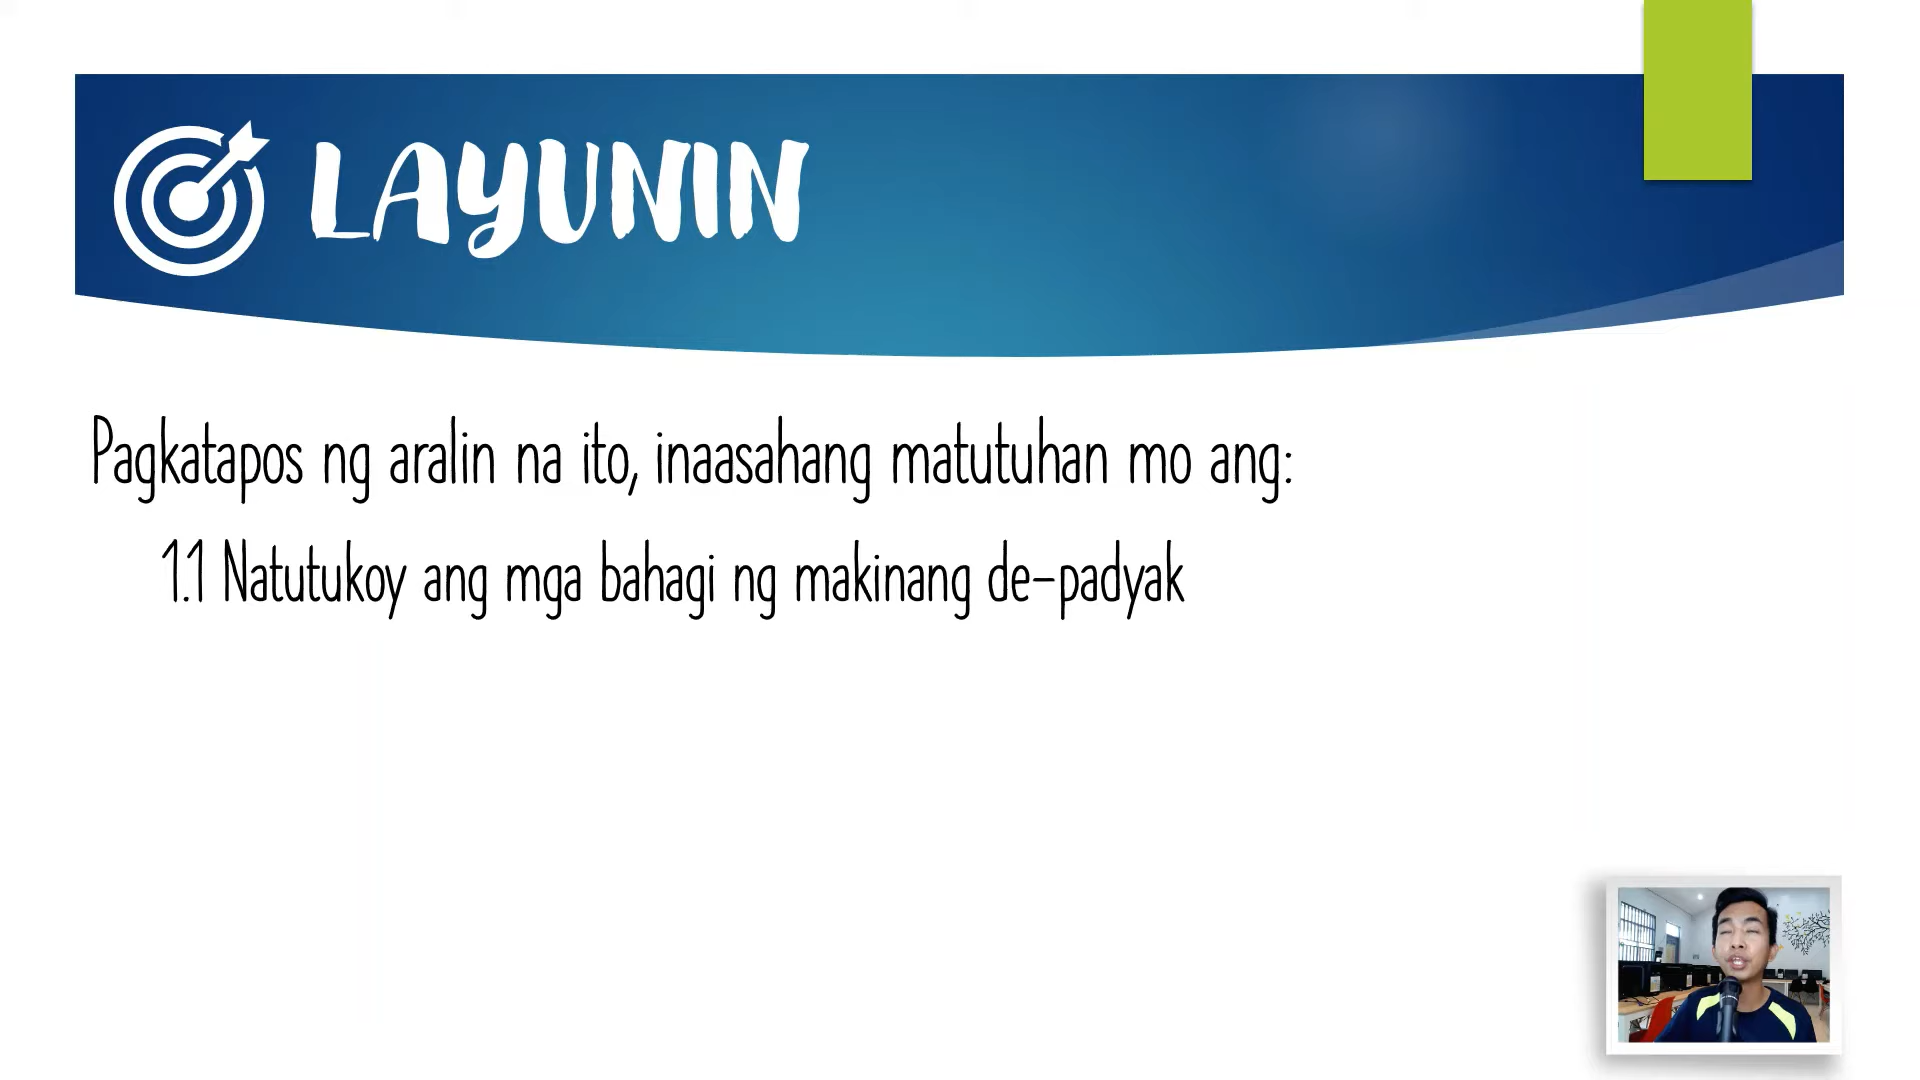 LAYUNIN
Pagkatapos ng aralin na ito, inaasahang matutuhan mo ang:
1.1 Natutukoy ang mga bahagi ng makinang de-padyak